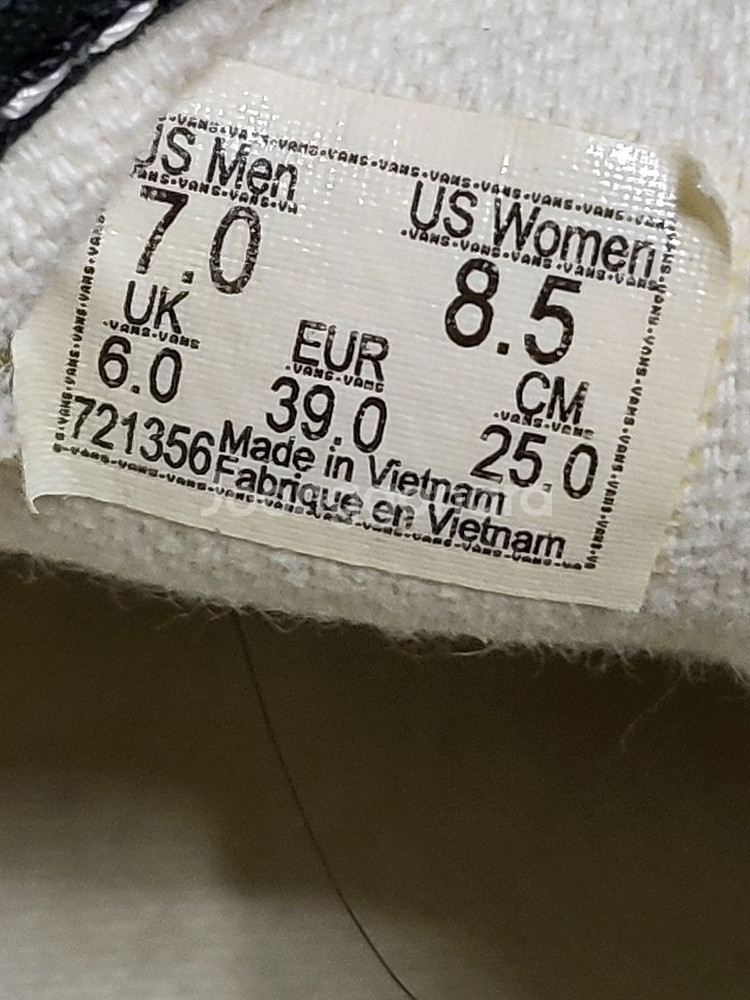 US Men
7.0
US Women
8.5
UK
6.0
EUR
39.0
CM
25.0
721356
Made in Vietnam
Fabriqué en Vietnam